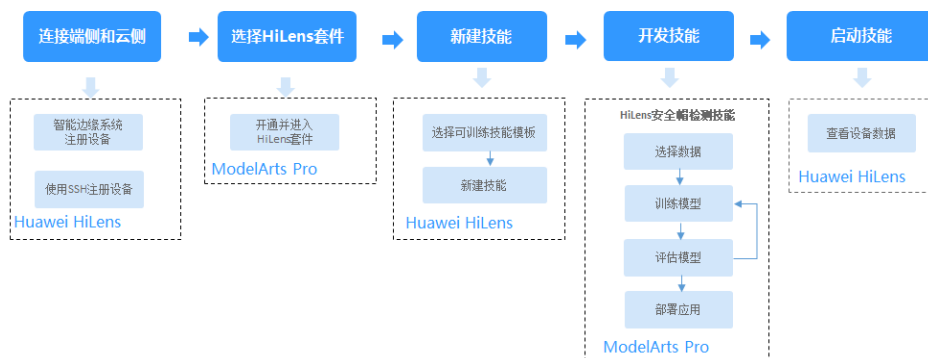 连接端侧和云侧
选择HiLens套件
新建技能
开发技能
启动技能
智能边缘系统
注册设备
使用SSH注册设备
Huawei HiLens
开通并进入
HiLens套件
ModelArts Pro
选择可训练技能模板
新建技能
Huawei HiLens
HiLens安全帽检测技能
选择数据
训练模型
评估模型
部署应用
ModelArts Pro
查看设备数据
Huawei HiLens